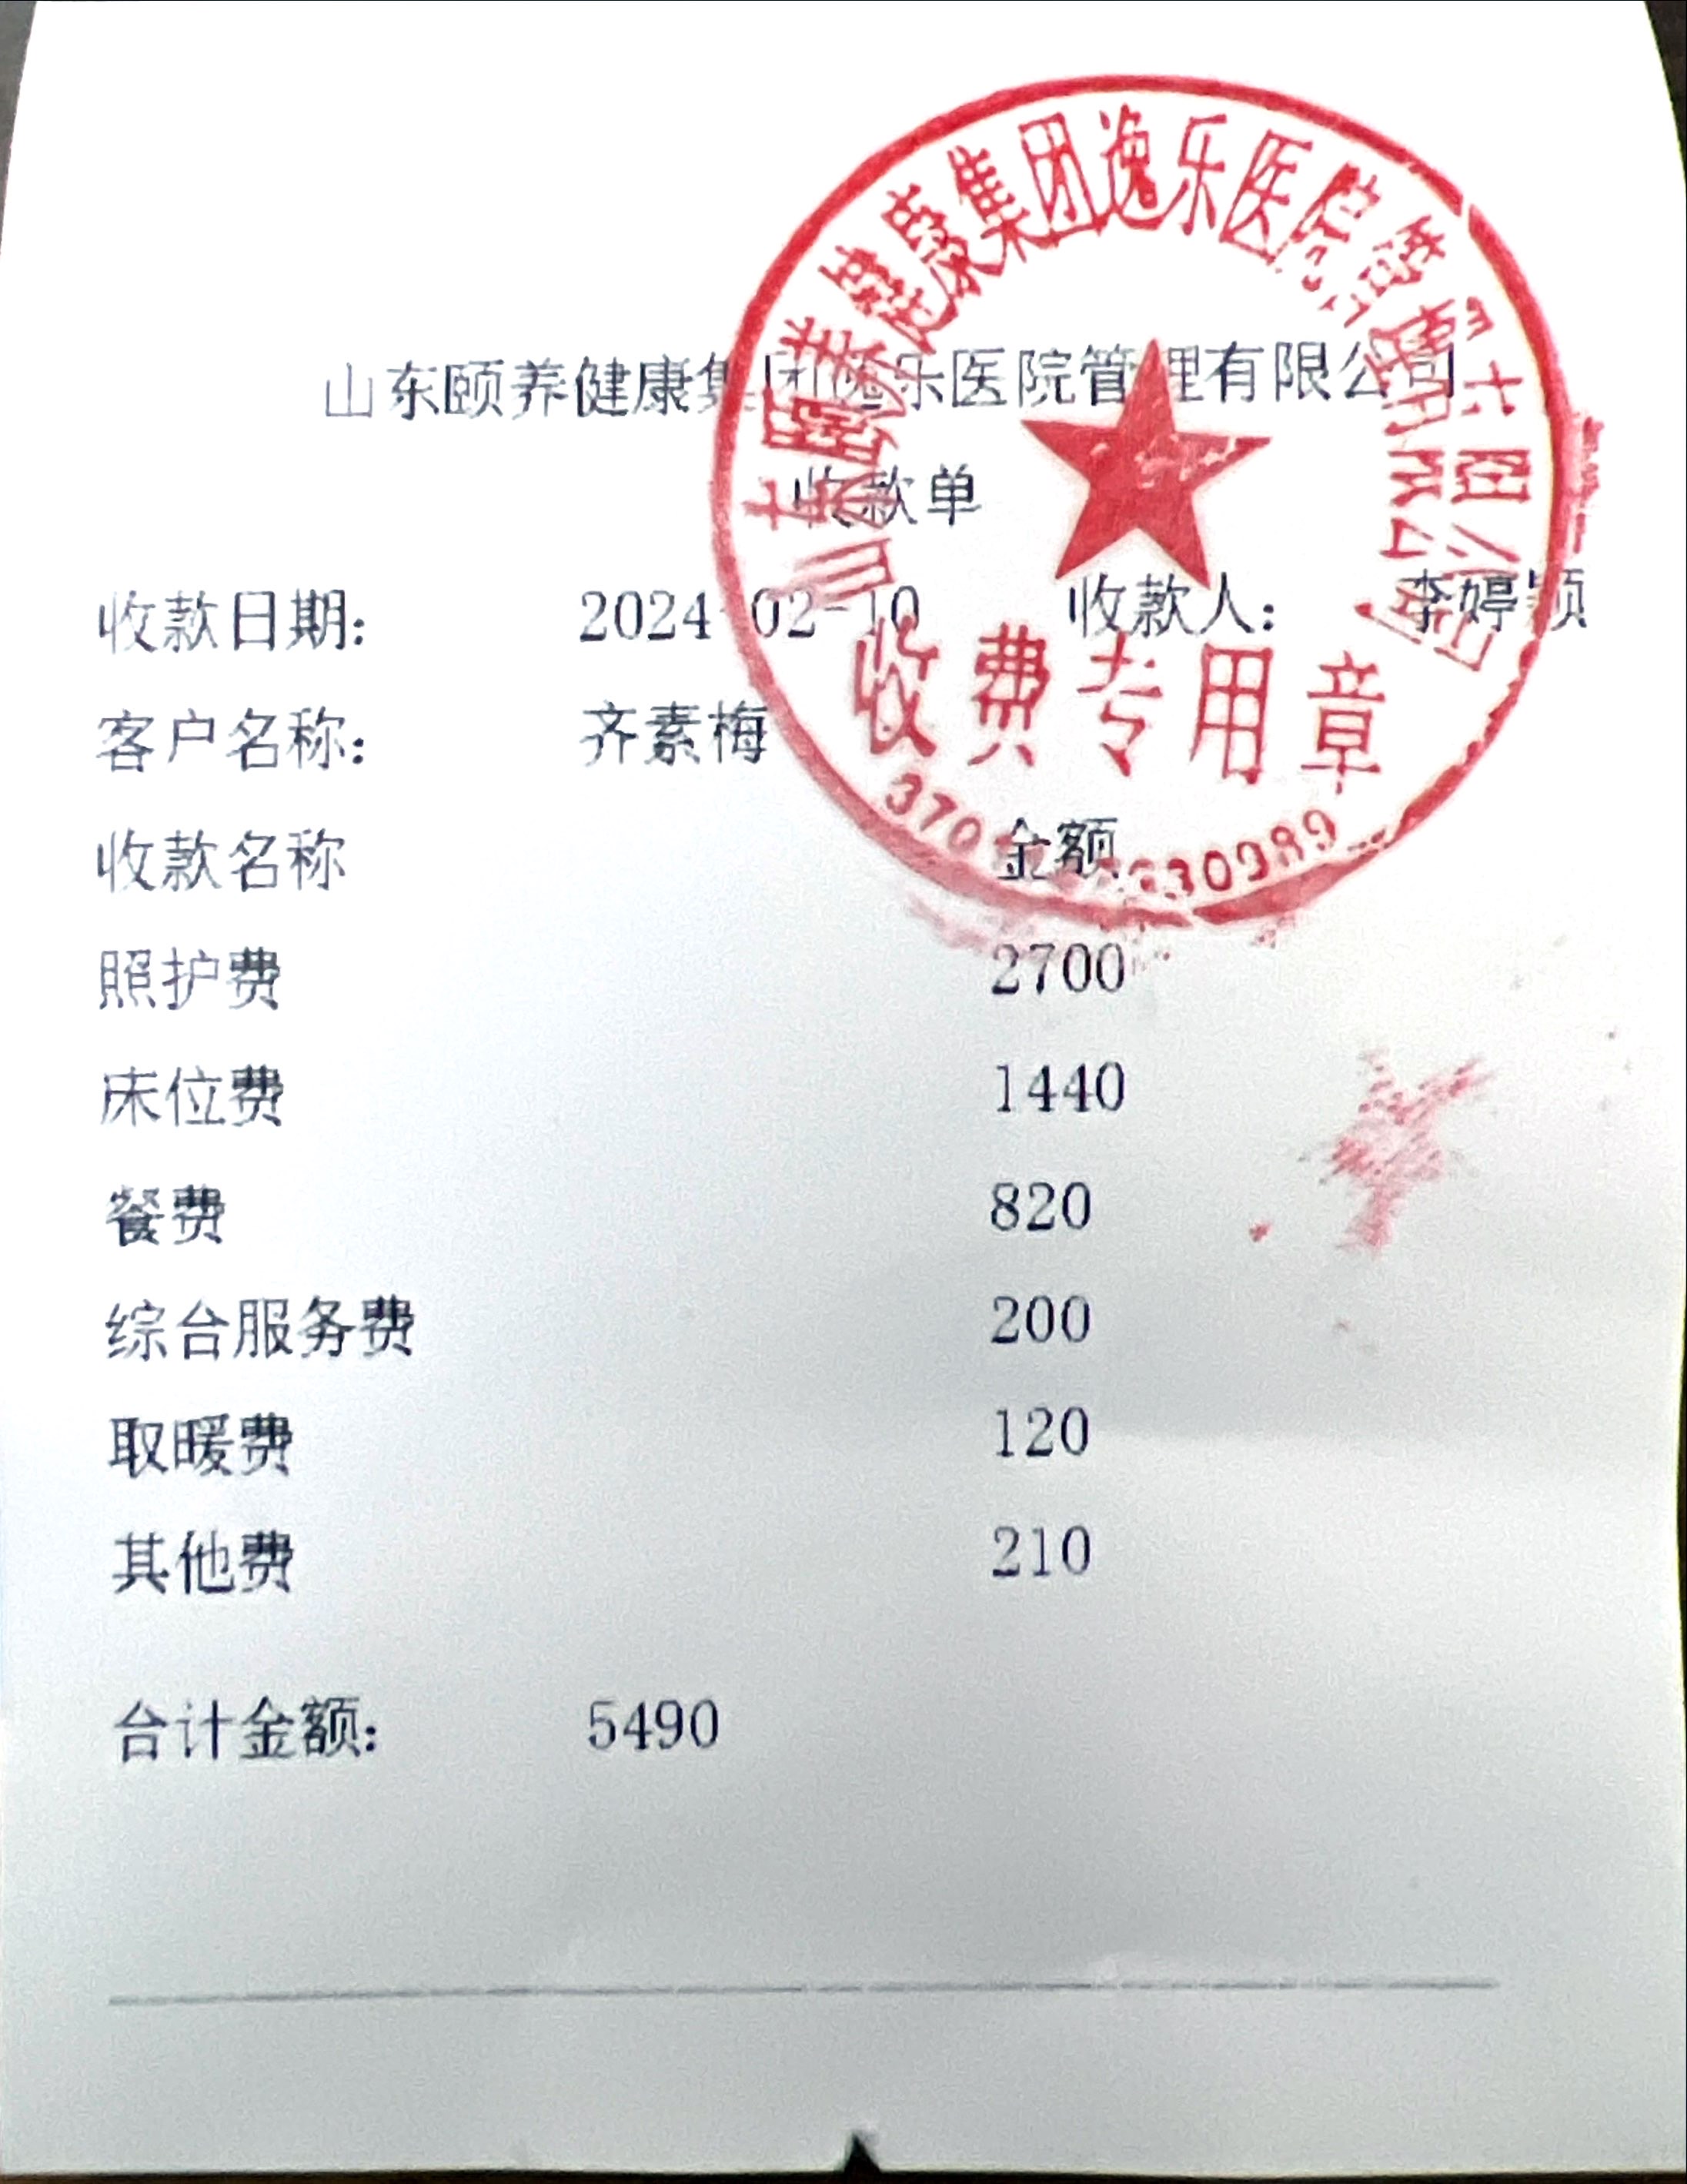 山东颐养健康集团逸乐医院管理有限公司
收款单
收款日期: 2024-02-10 收款人: 李婷颖
客户名称: 齐素梅
收款名称 金额
照护费 2700
床位费 1440
餐费 820
综合服务费 200
取暖费 120
其他费 210
合计金额: 5490
山东颐养健康集团逸乐医院管理有限公司
收费专用章